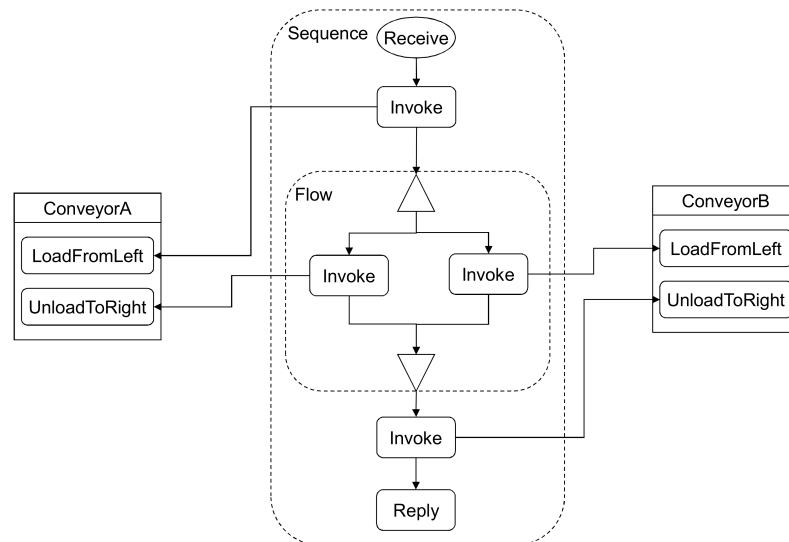 Sequence
Receive
Invoke
Flow
ConveyorA
LoadFromLeft
UnloadToRight
Invoke
Invoke
ConveyorB
LoadFromLeft
UnloadToRight
Invoke
Reply